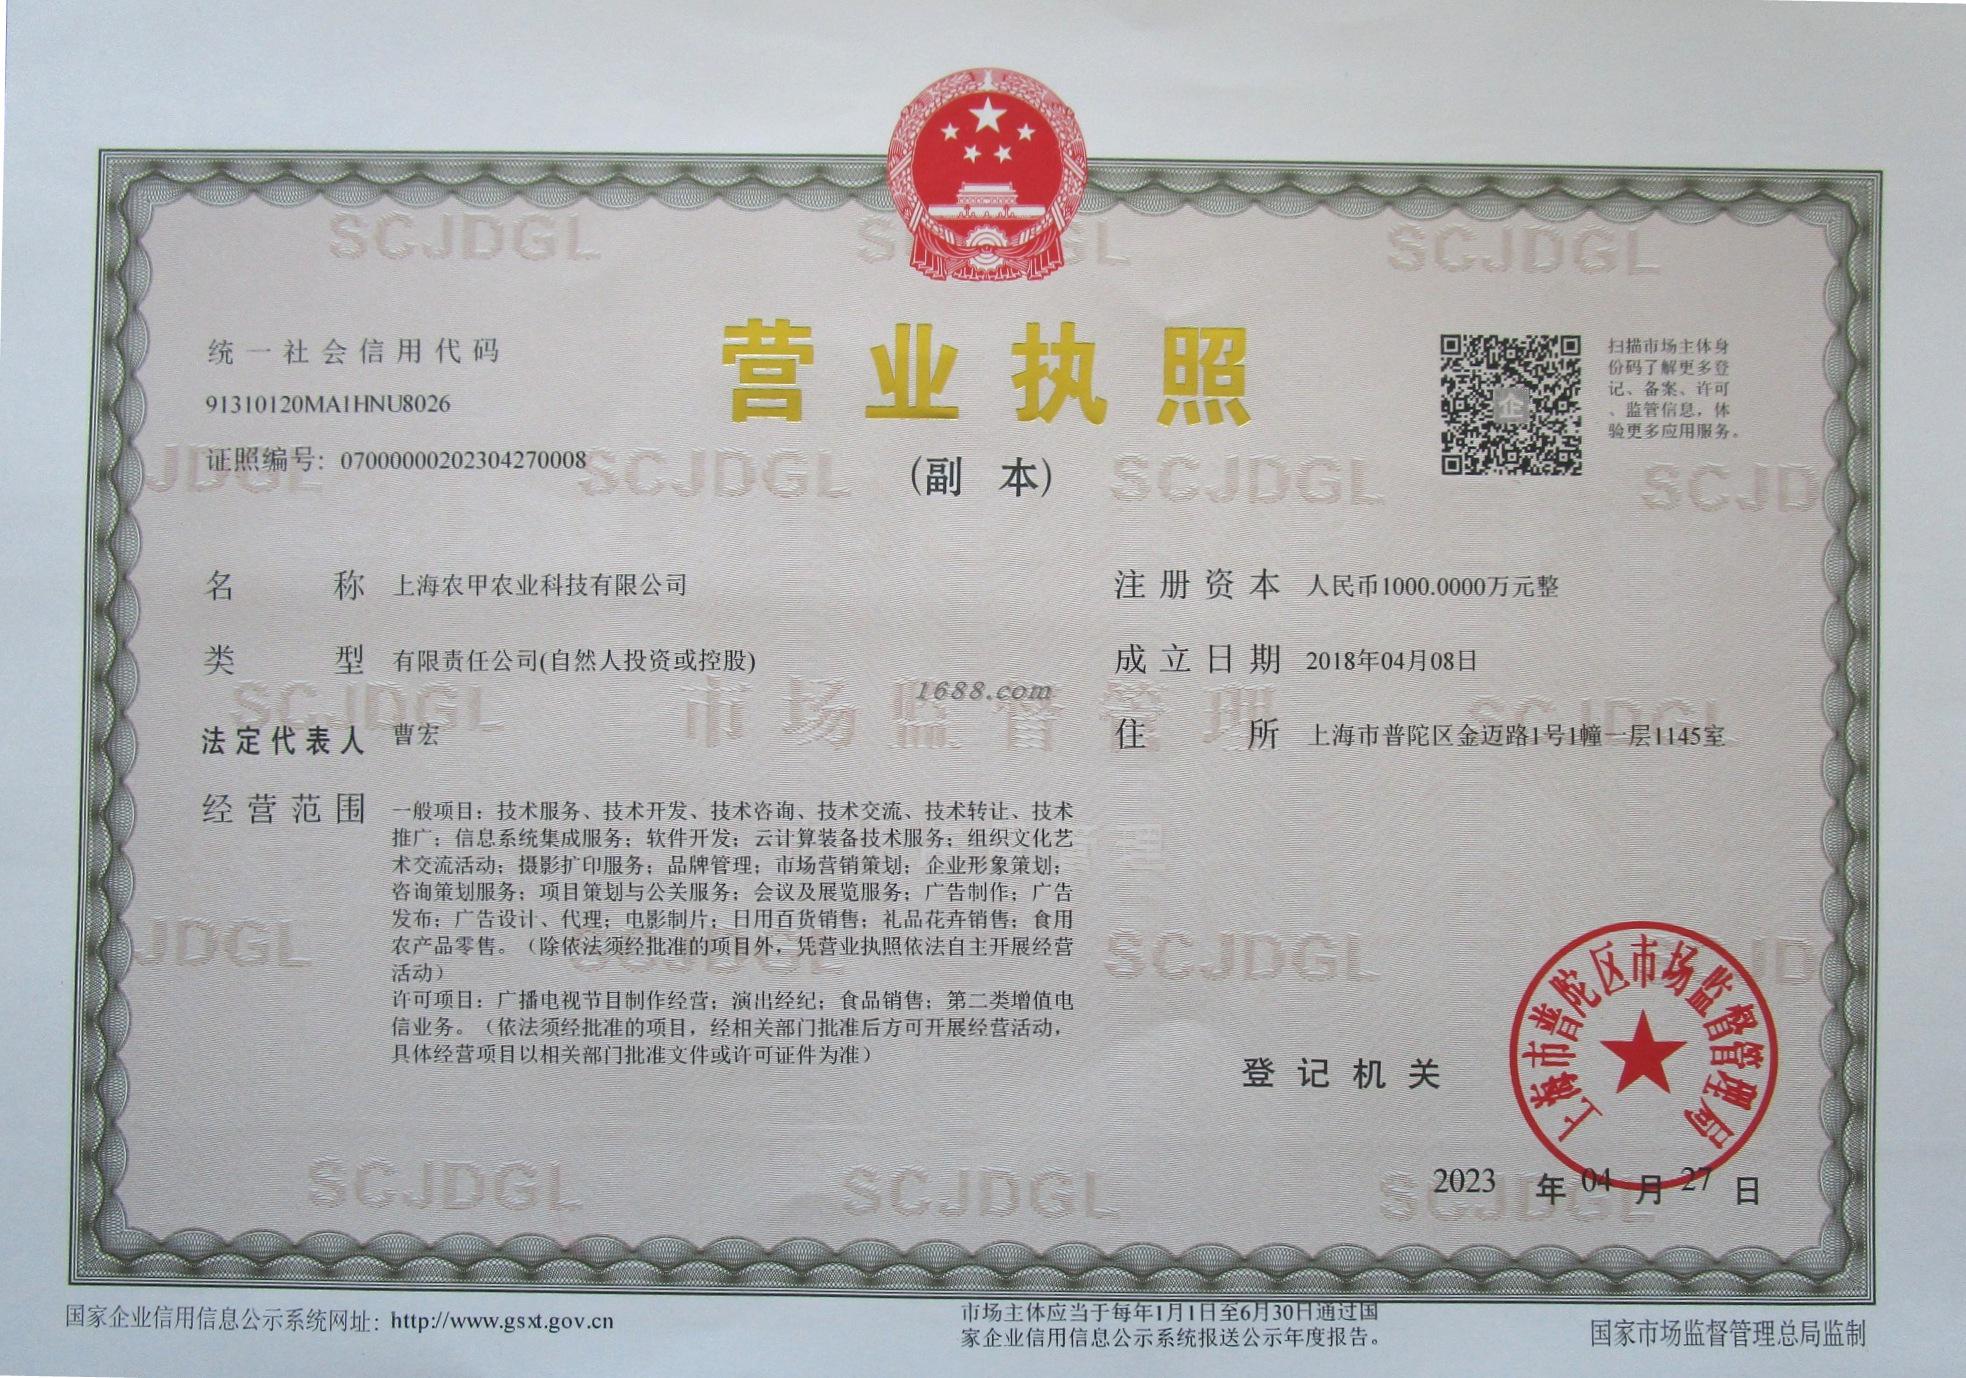 SCJDGL
SCJDGL
营业执照
(副 本)
统一社会信用代码
91310120MA1HNU8026
证照编号：07000000202304270008
扫描市场主体身
份码了解更多登
记、备案、许可
、监管信息，体
验更多应用服务。
企
JDGL
SCJDGL
SCJDGL
SCJD
名 称 上海农甲农业科技有限公司
类 型 有限责任公司(自然人投资或控股)
法定代表人 曹宏
经营范围 一般项目：技术服务、技术开发、技术咨询、技术交流、技术转让、技术
推广；信息系统集成服务；软件开发；云计算装备技术服务；组织文化艺
术交流活动；摄影扩印服务；品牌管理；市场营销策划；企业形象策划；
咨询策划服务；项目策划与公关服务；会议及展览服务；广告制作；广告
发布；广告设计、代理；电影制片；日用百货销售；礼品花卉销售；食用
农产品零售。（除依法须经批准的项目外，凭营业执照依法自主开展经营
活动）
许可项目：广播电视节目制作经营；演出经纪；食品销售；第二类增值电
信业务。（依法须经批准的项目，经相关部门批准后方可开展经营活动，
具体经营项目以相关部门批准文件或许可证件为准）
注册资本 人民币1000.0000万元整
成立日期 2018年04月08日
住 所 上海市普陀区金迈路1号1幢一层1145室
SCJDGL
市场监督管理
1688.com
SCJDGL
JDGL
SCJDGL
SCJDGL
JD
登记机关
上海市普陀区市场监督管理局
2023 年 04 月 27 日
SCJDGL
SCJDGL
SCJDGL
国家企业信用信息公示系统网址：http://www.gsxt.gov.cn
市场主体应当于每年1月1日至6月30日通过国
家企业信用信息公示系统报送公示年度报告。
国家市场监督管理总局监制